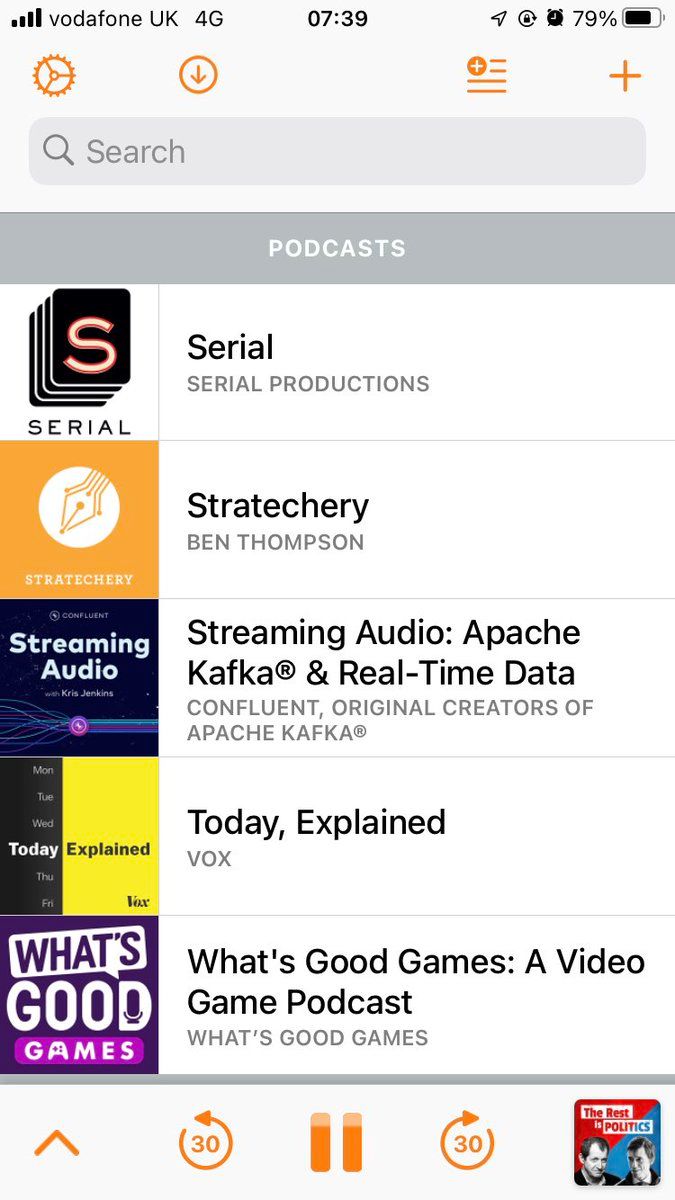 vodafone UK 4G 07:39 79%
Search
PODCASTS
S
SERIAL
Serial
SERIAL PRODUCTIONS
STRATECHERY
Stratechery
BEN THOMPSON
CONFLUENT
Streaming
Audio
with Kris Jenkins
Streaming Audio: Apache
Kafka® & Real-Time Data
CONFLUENT, ORIGINAL CREATORS OF
APACHE KAFKA®
Mon
Tue
Wed
Today Explained
Thu
Fri
Vox
Today, Explained
VOX
WHAT'S
GOOD
GAMES
What's Good Games: A Video
Game Podcast
WHAT’S GOOD GAMES
30
30
The Rest
is POLITICS